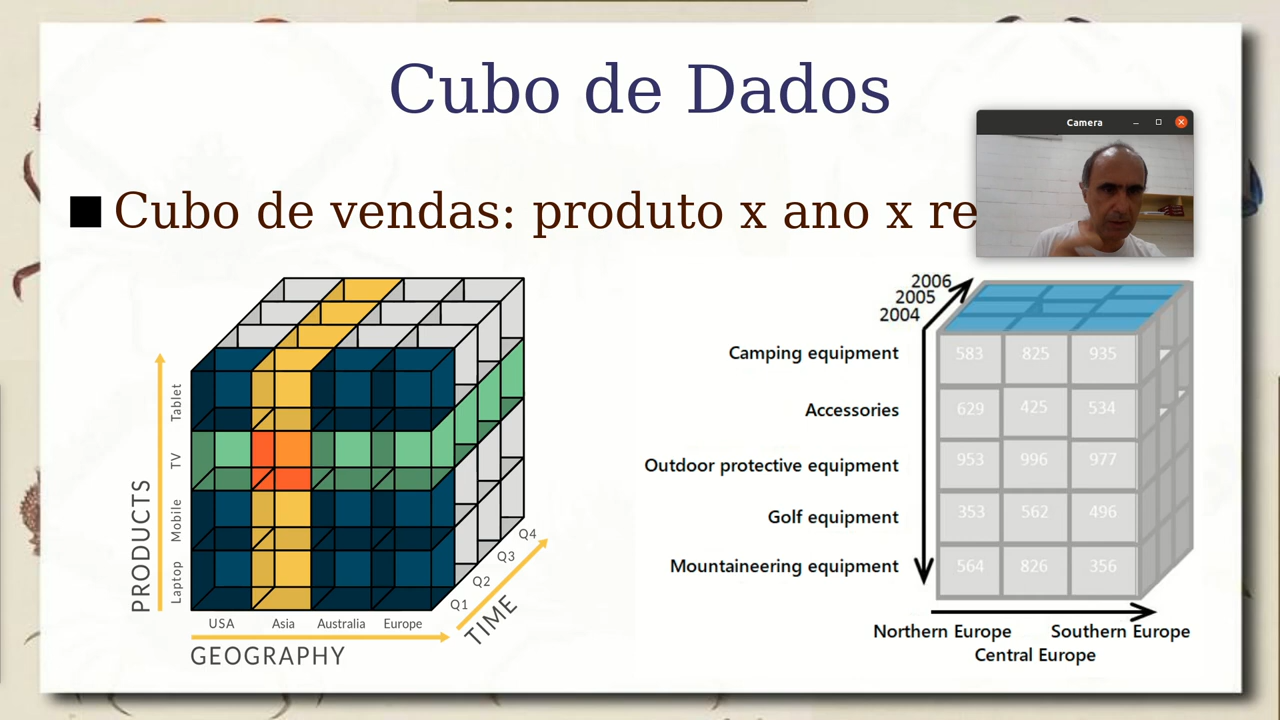 Cubo de Dados
Camera
Cubo de vendas: produto x ano x re
PRODUCTS
Tablet
TV
Mobile
Laptop
USA Asia Australia Europe
GEOGRAPHY
Q1
Q2
Q3
Q4
TIME
2006
2005
2004
Camping equipment 583 825 935
Accessories 629 425 534
Outdoor protective equipment 953 996 977
Golf equipment 353 562 496
Mountaineering equipment 564 826 356
Northern Europe Southern Europe
Central Europe